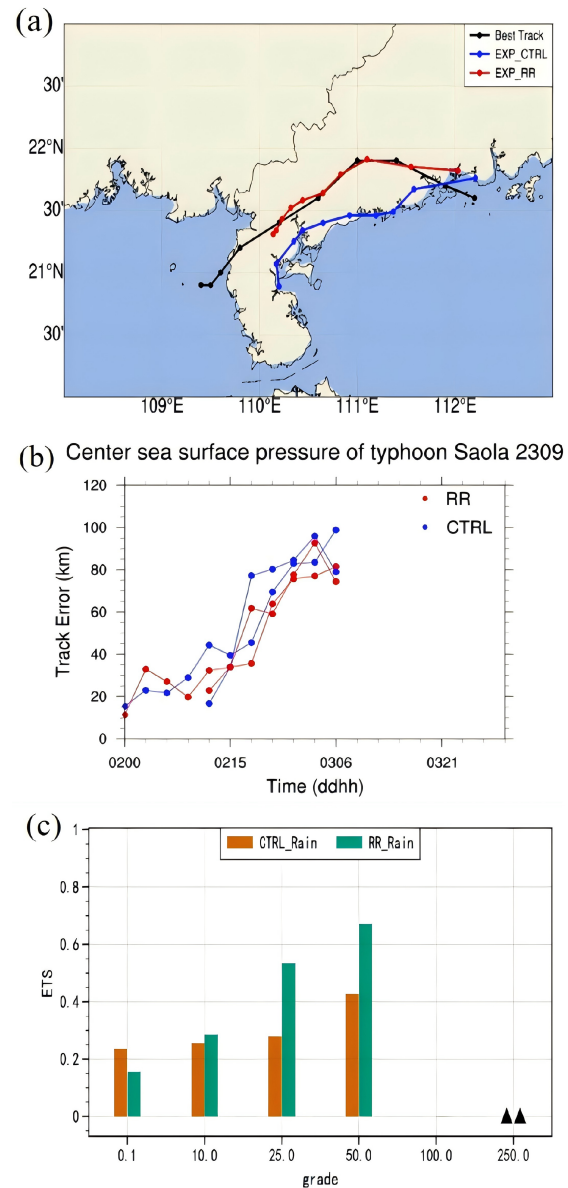 (a)
Best Track
EXP_CTRL
EXP_RR
30'
22°N
30'
21°N
30'
109°E 110°E 111°E 112°E
(b) Center sea surface pressure of typhoon Saola 2309
RR
CTRL
Track Error (km)
120
100
80
60
40
20
0
0200 0215 0306 0321
Time (ddhh)
(c)
CTRL_Rain RR_Rain
ETS
1
0.8
0.6
0.4
0.2
0
0.1 10.0 25.0 50.0 100.0 250.0
grade